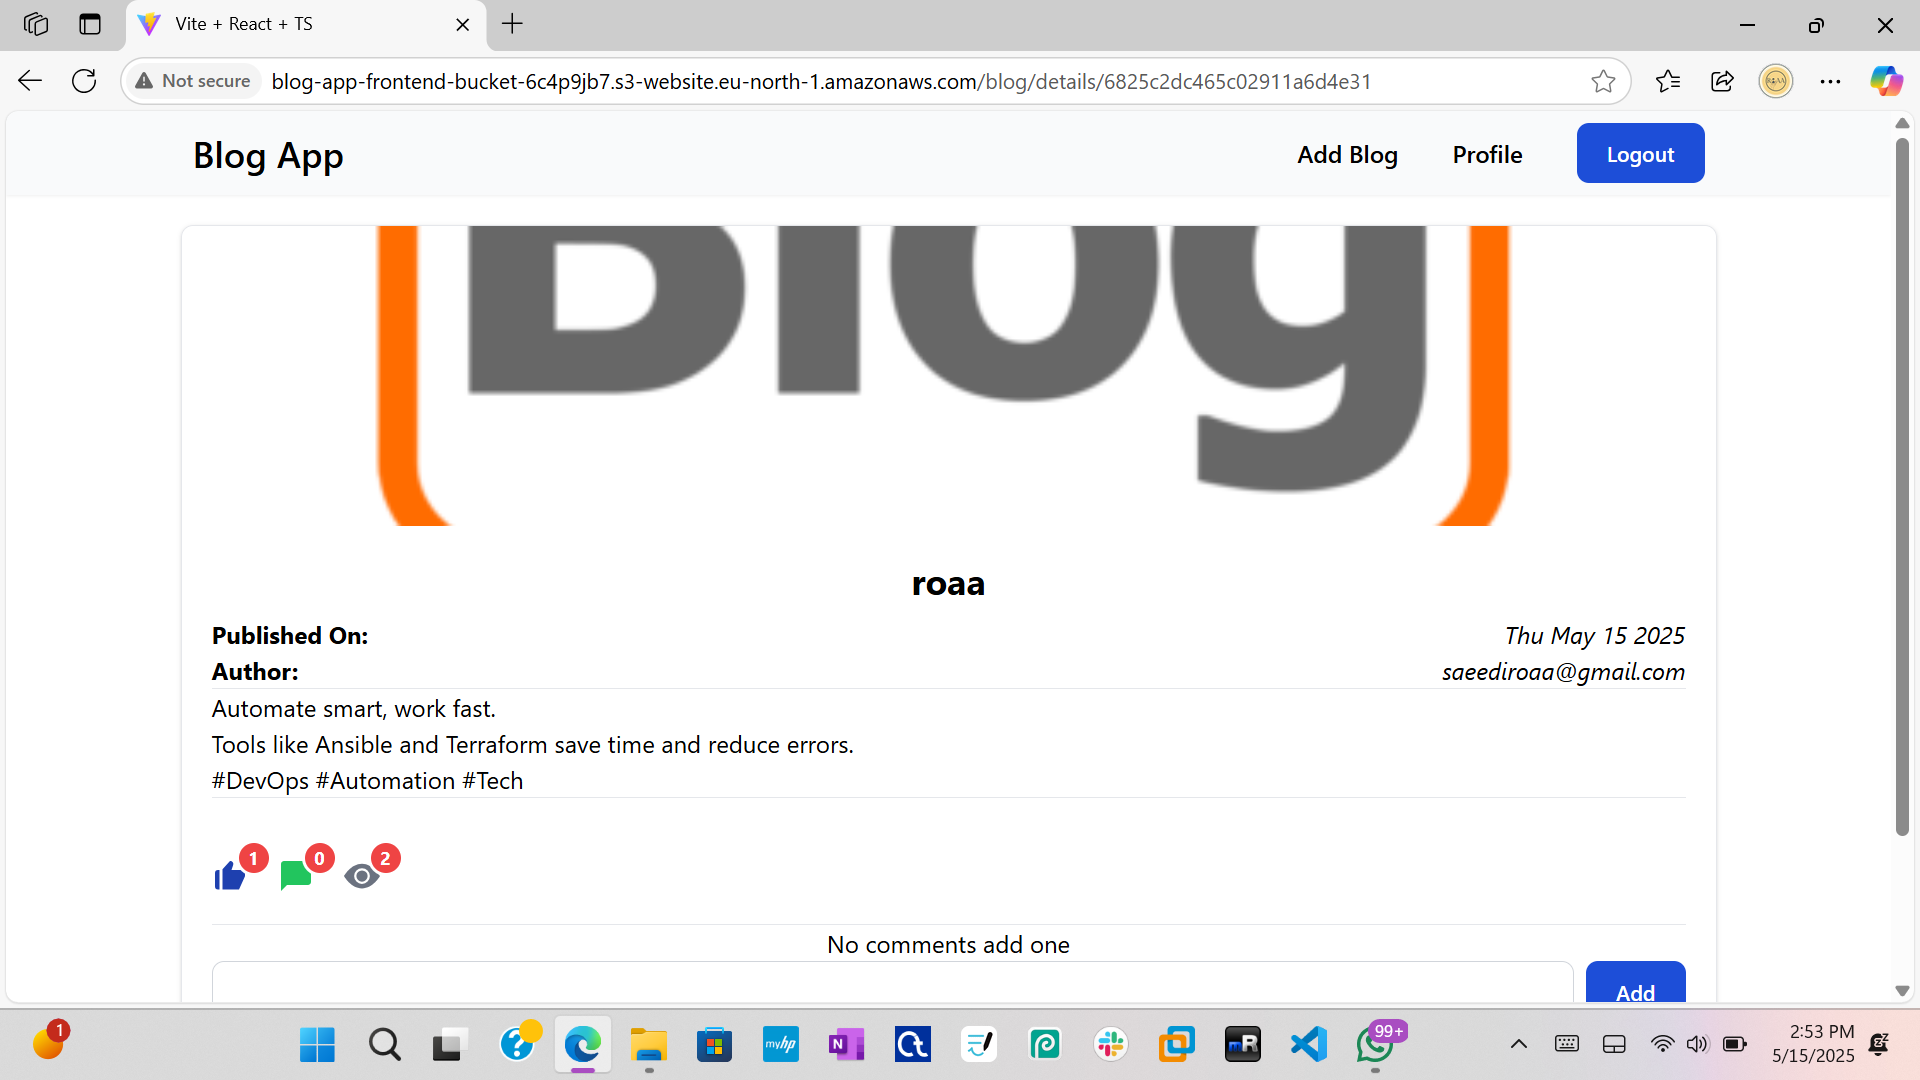 Vite + React + TS
Not secure
blog-app-frontend-bucket-6c4p9jb7.s3-website.eu-north-1.amazonaws.com/blog/details/6825c2dc465c02911a6d4e31
Blog App
Add Blog
Profile
Logout
Blog
roaa
Published On:
Thu May 15 2025
Author:
saeediroaa@gmail.com
Automate smart, work fast.
Tools like Ansible and Terraform save time and reduce errors.
#DevOps #Automation #Tech
1
0
2
No comments add one
Add
1
myhp
N
mR
99+
2:53 PM
5/15/2025